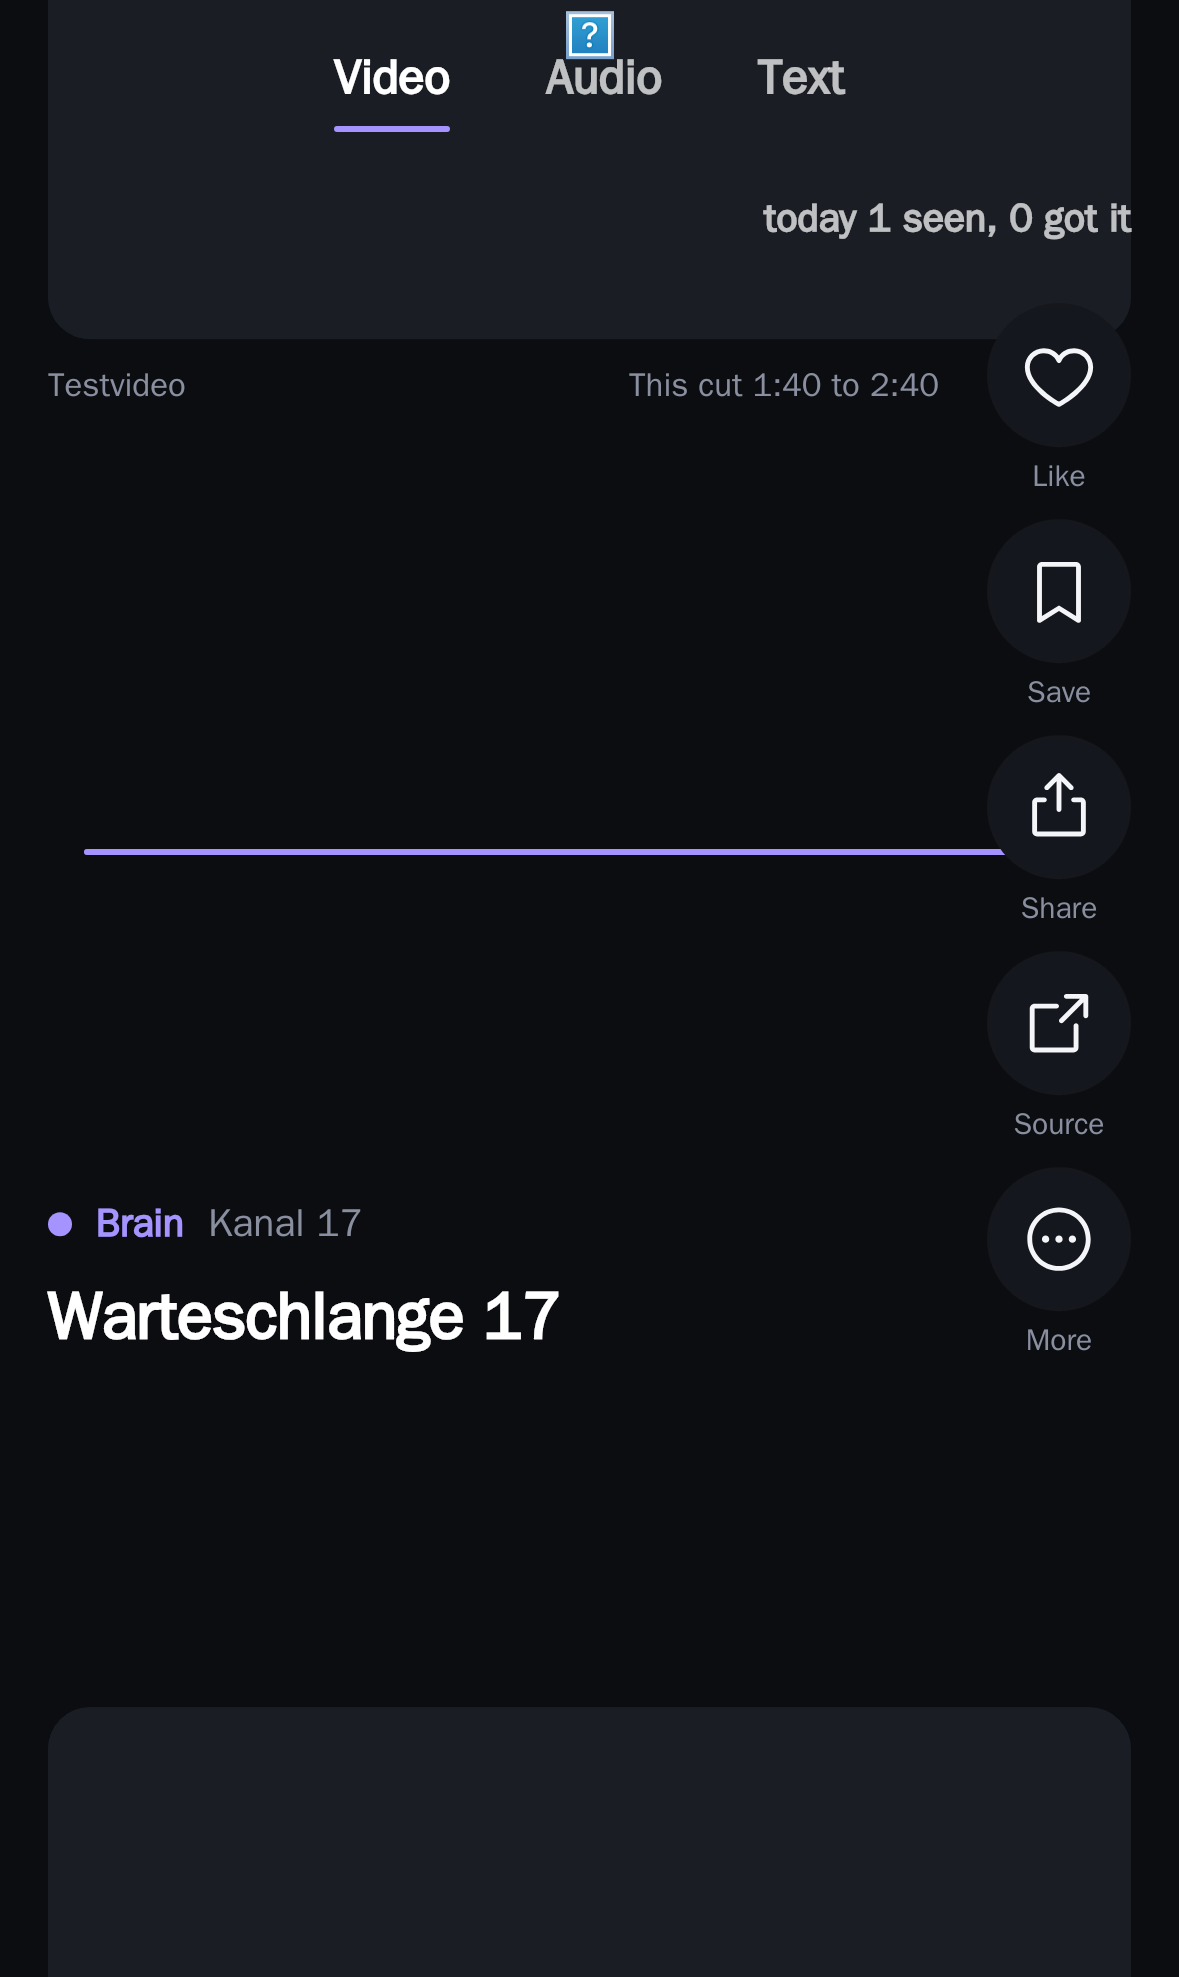 Video Audio Text
today 1 seen, 0 got it
Testvideo This cut 1:40 to 2:40
Like
Save
Share
Source
Brain Kanal 17
Warteschlange 17
More